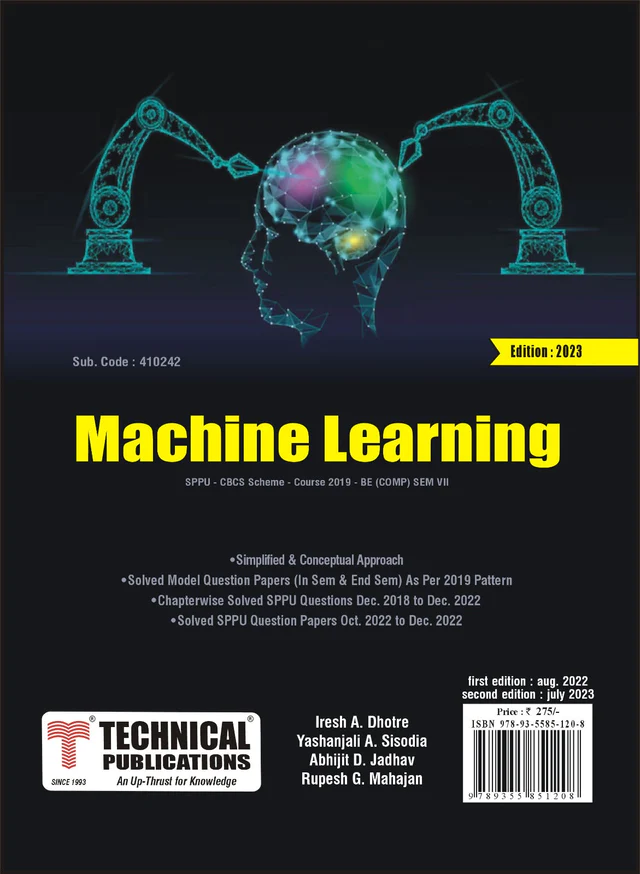 Sub. Code : 410242
Edition : 2023
Machine Learning
SPPU - CBCS Scheme - Course 2019 - BE (COMP) SEM VII
•Simplified & Conceptual Approach
•Solved Model Question Papers (In Sem & End Sem) As Per 2019 Pattern
•Chapterwise Solved SPPU Questions Dec. 2018 to Dec. 2022
•Solved SPPU Question Papers Oct. 2022 to Dec. 2022
first edition : aug. 2022
second edition : july 2023
Price : ₹ 275/-
ISBN 978-93-5585-120-8
9 789355 851208
Iresh A. Dhotre
Yashanjali A. Sisodia
Abhijit D. Jadhav
Rupesh G. Mahajan
T®
SINCE 1993
TECHNICAL®
PUBLICATIONS
An Up-Thrust for Knowledge